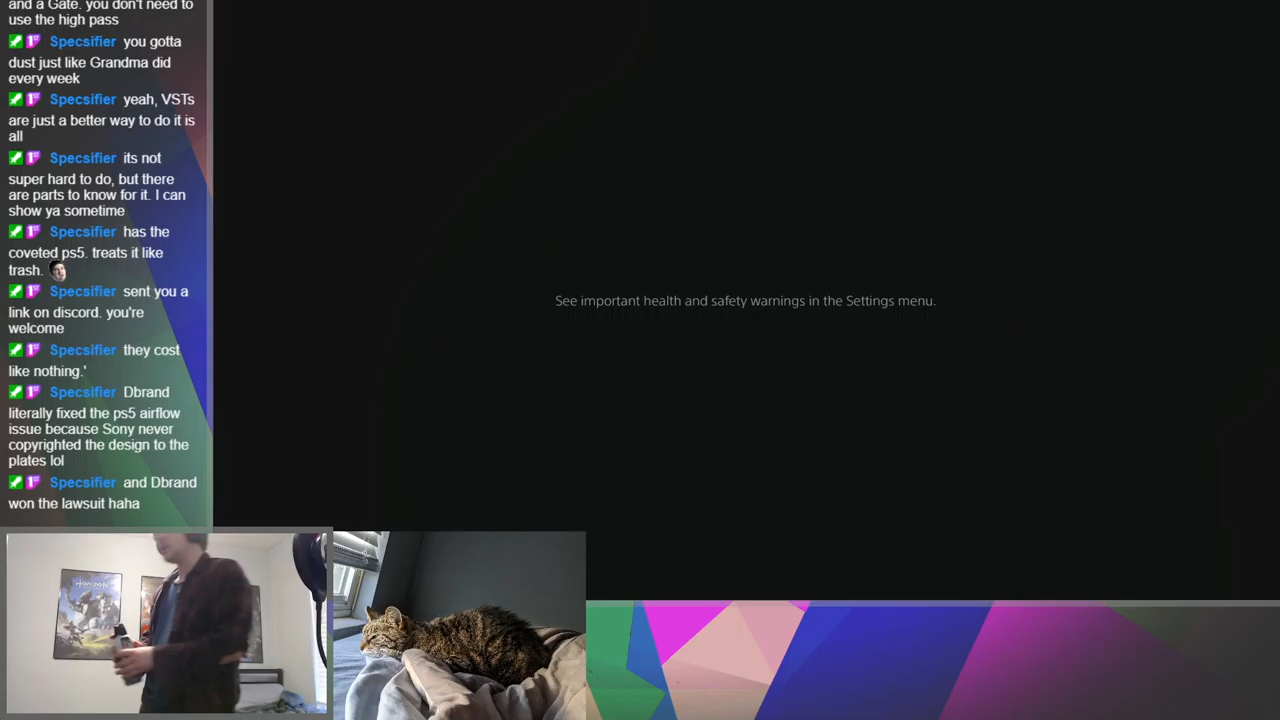 and a Gate. you don't need to
use the high pass
Specsifier you gotta
dust just like Grandma did
every week
Specsifier yeah, VSTs
are just a better way to do it is
all
Specsifier its not
super hard to do, but there
are parts to know for it. I can
show ya sometime
Specsifier has the
coveted ps5. treats it like
trash.
Specsifier sent you a
link on discord. you're
welcome
Specsifier they cost
like nothing.'
Specsifier Dbrand
literally fixed the ps5 airflow
issue because Sony never
copyrighted the design to the
plates lol
Specsifier and Dbrand
won the lawsuit haha
See important health and safety warnings in the Settings menu.
HORIZON